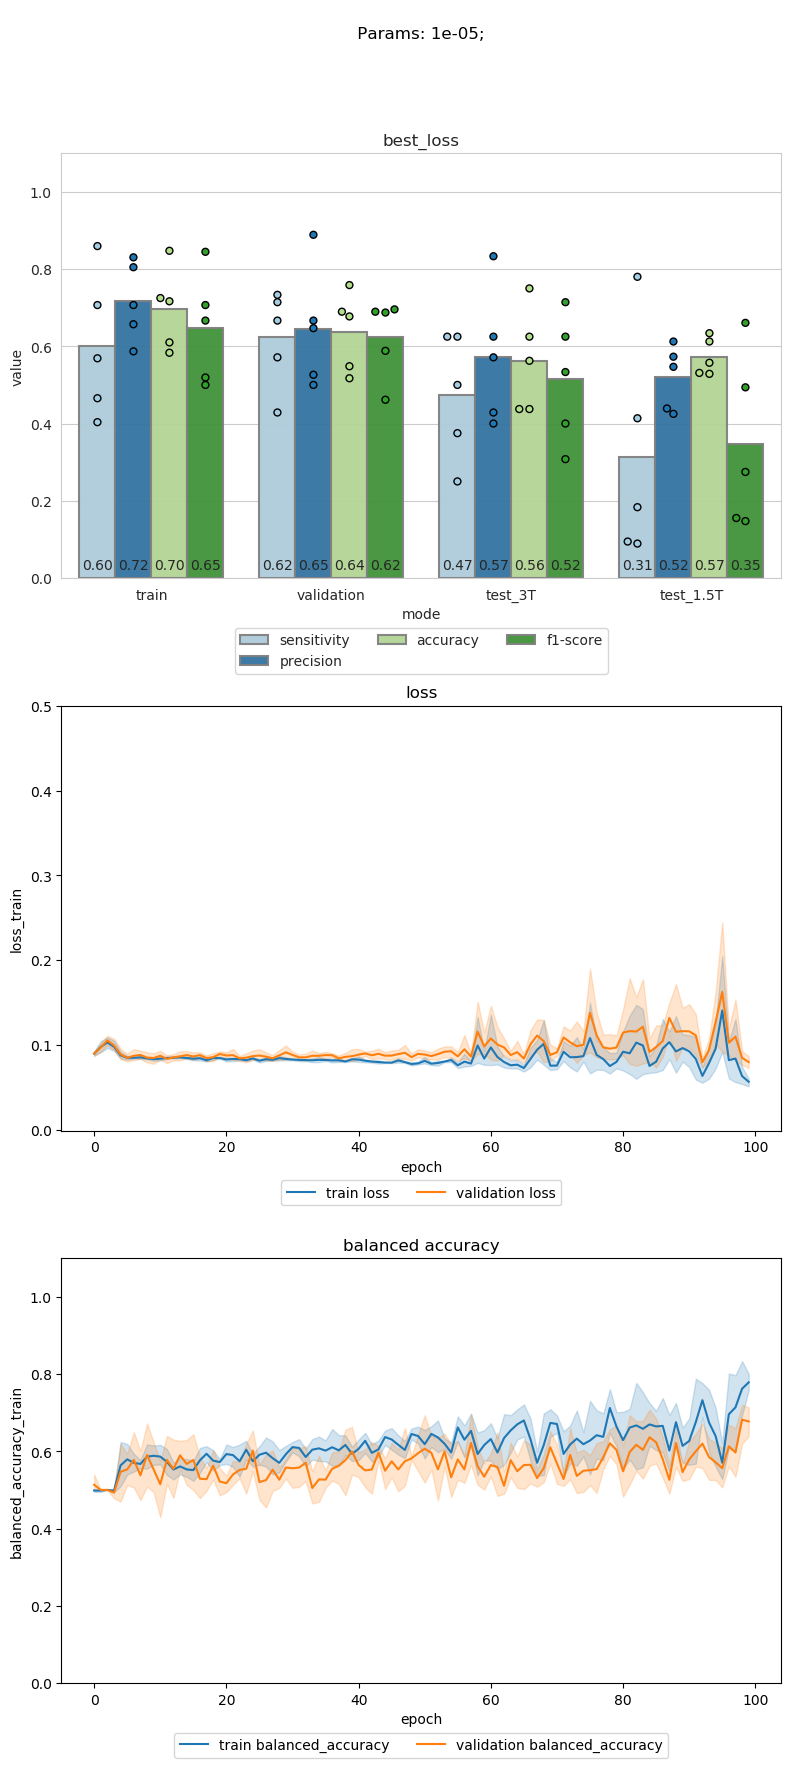 Params: 1e-05;
best_loss
value
1.0
0.8
0.6
0.4
0.2
0.0
0.60 0.72 0.70 0.65 0.62 0.65 0.64 0.62 0.47 0.57 0.56 0.52 0.31 0.52 0.57 0.35
train validation test_3T test_1.5T
mode
sensitivity accuracy f1-score
precision
loss
loss_train
0.5
0.4
0.3
0.2
0.1
0.0
0 20 40 60 80 100
epoch
train loss validation loss
balanced accuracy
balanced_accuracy_train
1.0
0.8
0.6
0.4
0.2
0.0
0 20 40 60 80 100
epoch
train balanced_accuracy validation balanced_accuracy